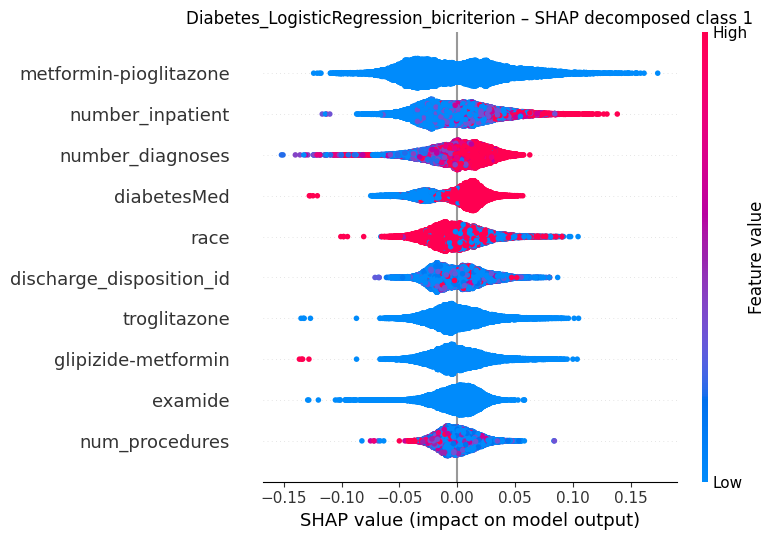 Diabetes_LogisticRegression_bicriterion – SHAP decomposed class 1
High
metformin-pioglitazone
number_inpatient
number_diagnoses
diabetesMed
race
discharge_disposition_id
troglitazone
glipizide-metformin
examide
num_procedures
Feature value
Low
−0.15 −0.10 −0.05 0.00 0.05 0.10 0.15
SHAP value (impact on model output)